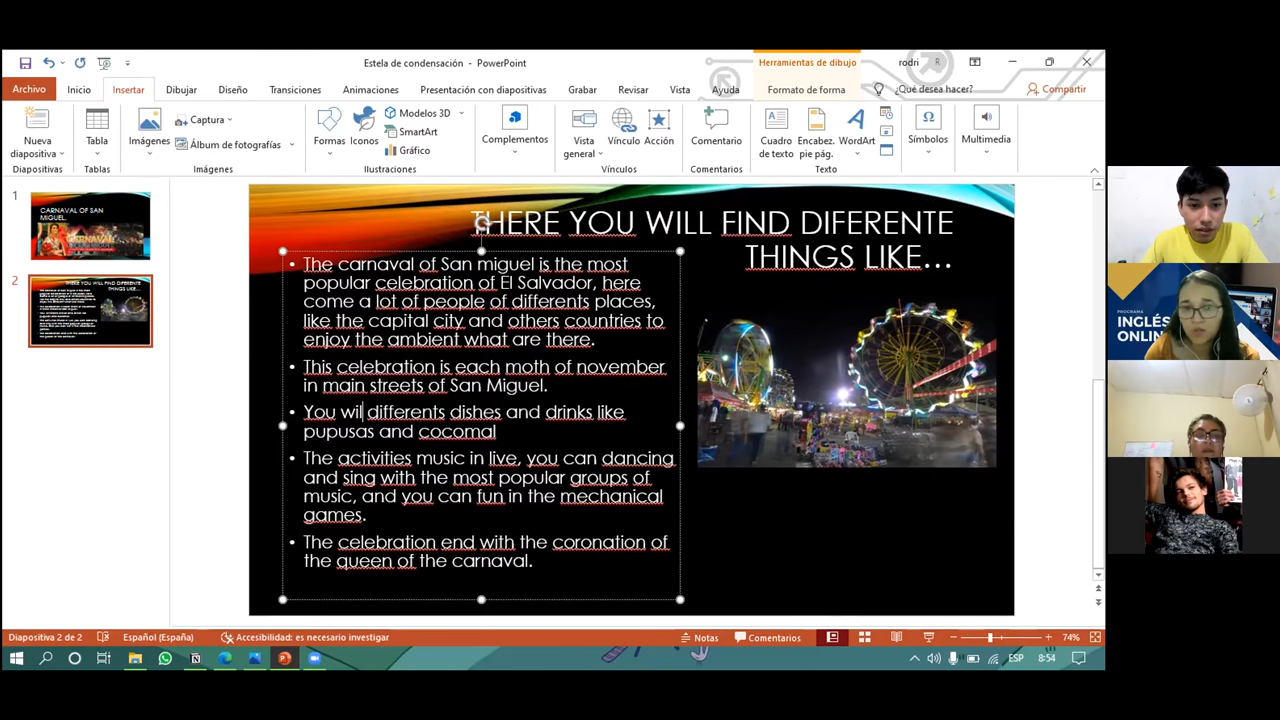 Estela de condensación - PowerPoint
Herramientas de dibujo
rodri
R
Archivo
Inicio
Insertar
Dibujar
Diseño
Transiciones
Animaciones
Presentación con diapositivas
Grabar
Revisar
Vista
Ayuda
Formato de forma
¿Qué desea hacer?
Compartir
Nueva diapositiva
Tabla
Imágenes
Captura
Álbum de fotografías
Formas
Iconos
Modelos 3D
SmartArt
Gráfico
Complementos
Vista general
Vínculo
Acción
Comentario
Cuadro de texto
Encabez. pie pág.
WordArt
Símbolos
Multimedia
Diapositivas
Tablas
Imágenes
Ilustraciones
Vínculos
Comentarios
Texto
1
CARNAVAL OF SAN
MIGUEL.
CARNAVAL
2
THERE YOU WILL FIND DIFERENTE
THINGS LIKE...
• The carnaval of San miguel is the most
popular celebration of El Salvador, here
come a lot of people of differents places,
like the capital city and others countries to
enjoy the ambient what are there.
• This celebration is each moth of november
in main streets of San Miguel.
• You wil differents dishes and drinks like
pupusas and cocomal
• The activities music in live, you can dancing
and sing with the most popular groups of
music, and you can fun in the mechanical
games.
• The celebration end with the coronation of
the queen of the carnaval.
PROGRAMA
INGLÉS
ONLIN
Diapositiva 2 de 2
Español (España)
Accesibilidad: es necesario investigar
Notas
Comentarios
74%
ESP
8:54